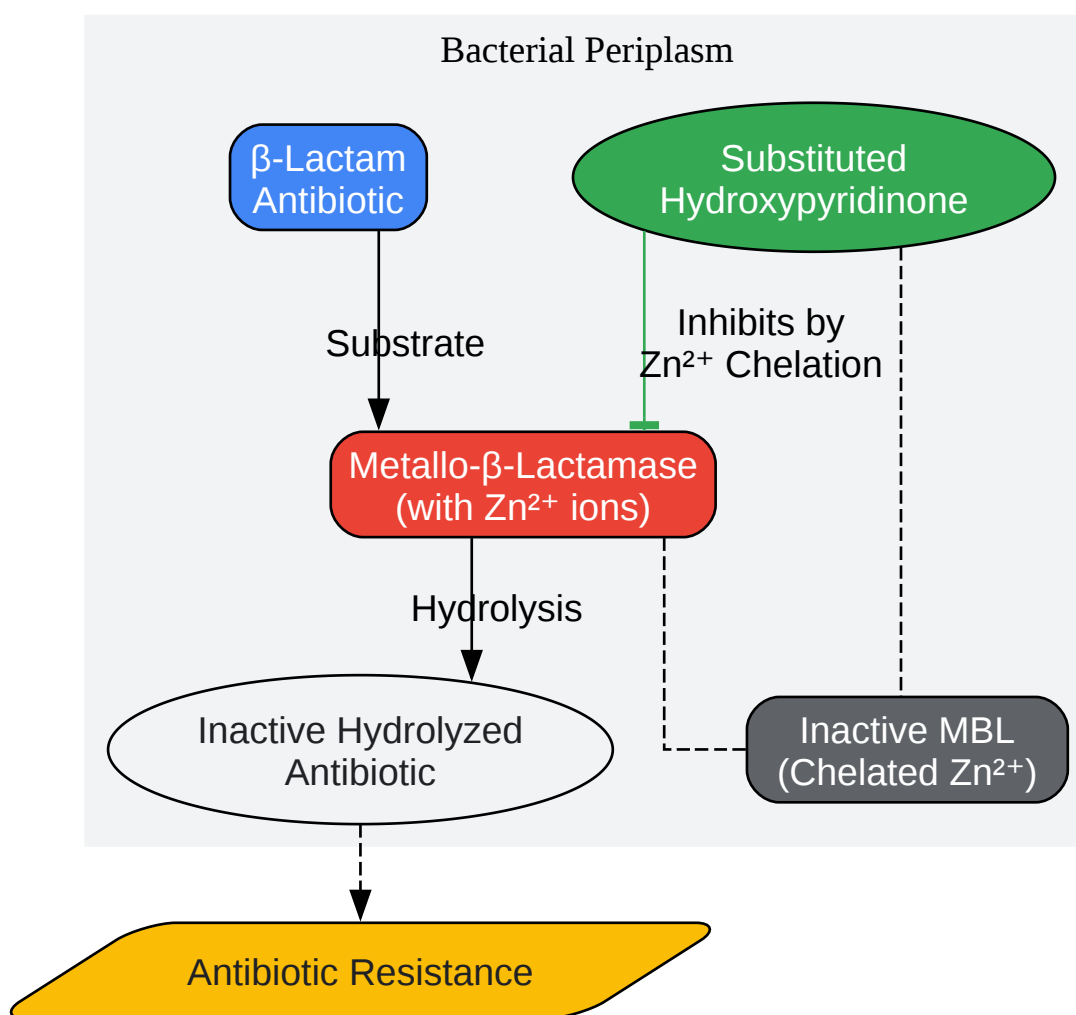 Bacterial Periplasm
β-Lactam
Antibiotic
Substituted
Hydroxypyridinone
Substrate
Inhibits by
Zn²⁺ Chelation
Metallo-β-Lactamase
(with Zn²⁺ ions)
Hydrolysis
Inactive Hydrolyzed
Antibiotic
Inactive MBL
(Chelated Zn²⁺)
Antibiotic Resistance